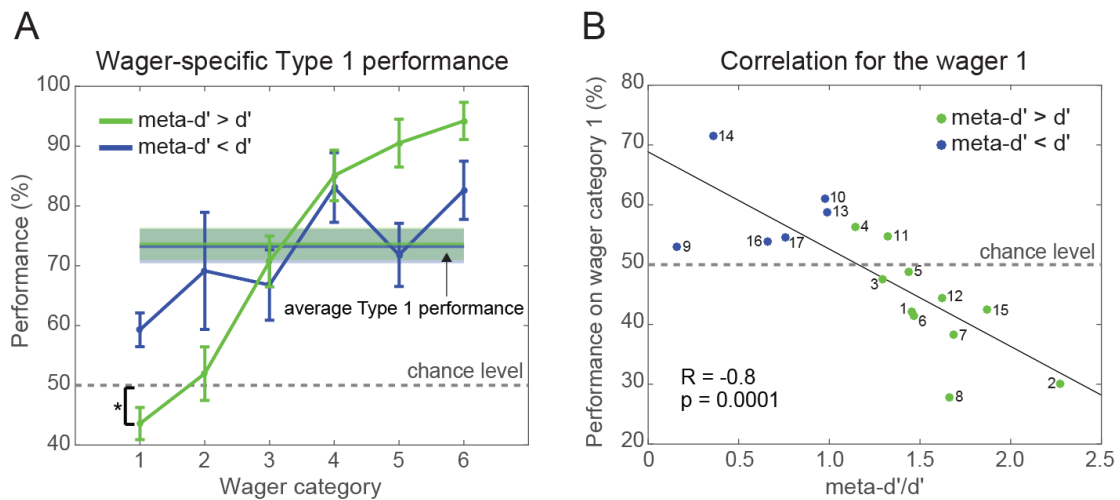 A
Wager-specific Type 1 performance
100
90
80
70
60
50
40
Performance (%)
meta-d' > d'
meta-d' < d'
average Type 1 performance
chance level
*
1 2 3 4 5 6
Wager category
B
Correlation for the wager 1
80
70
60
50
40
30
20
Performance on wager category 1 (%)
meta-d' > d'
meta-d' < d'
14
10
13
4
11
9
16
17
chance level
5
3
12
1
6
15
7
2
8
R = -0.8
p = 0.0001
0 0.5 1.0 1.5 2.0 2.5
meta-d'/d'